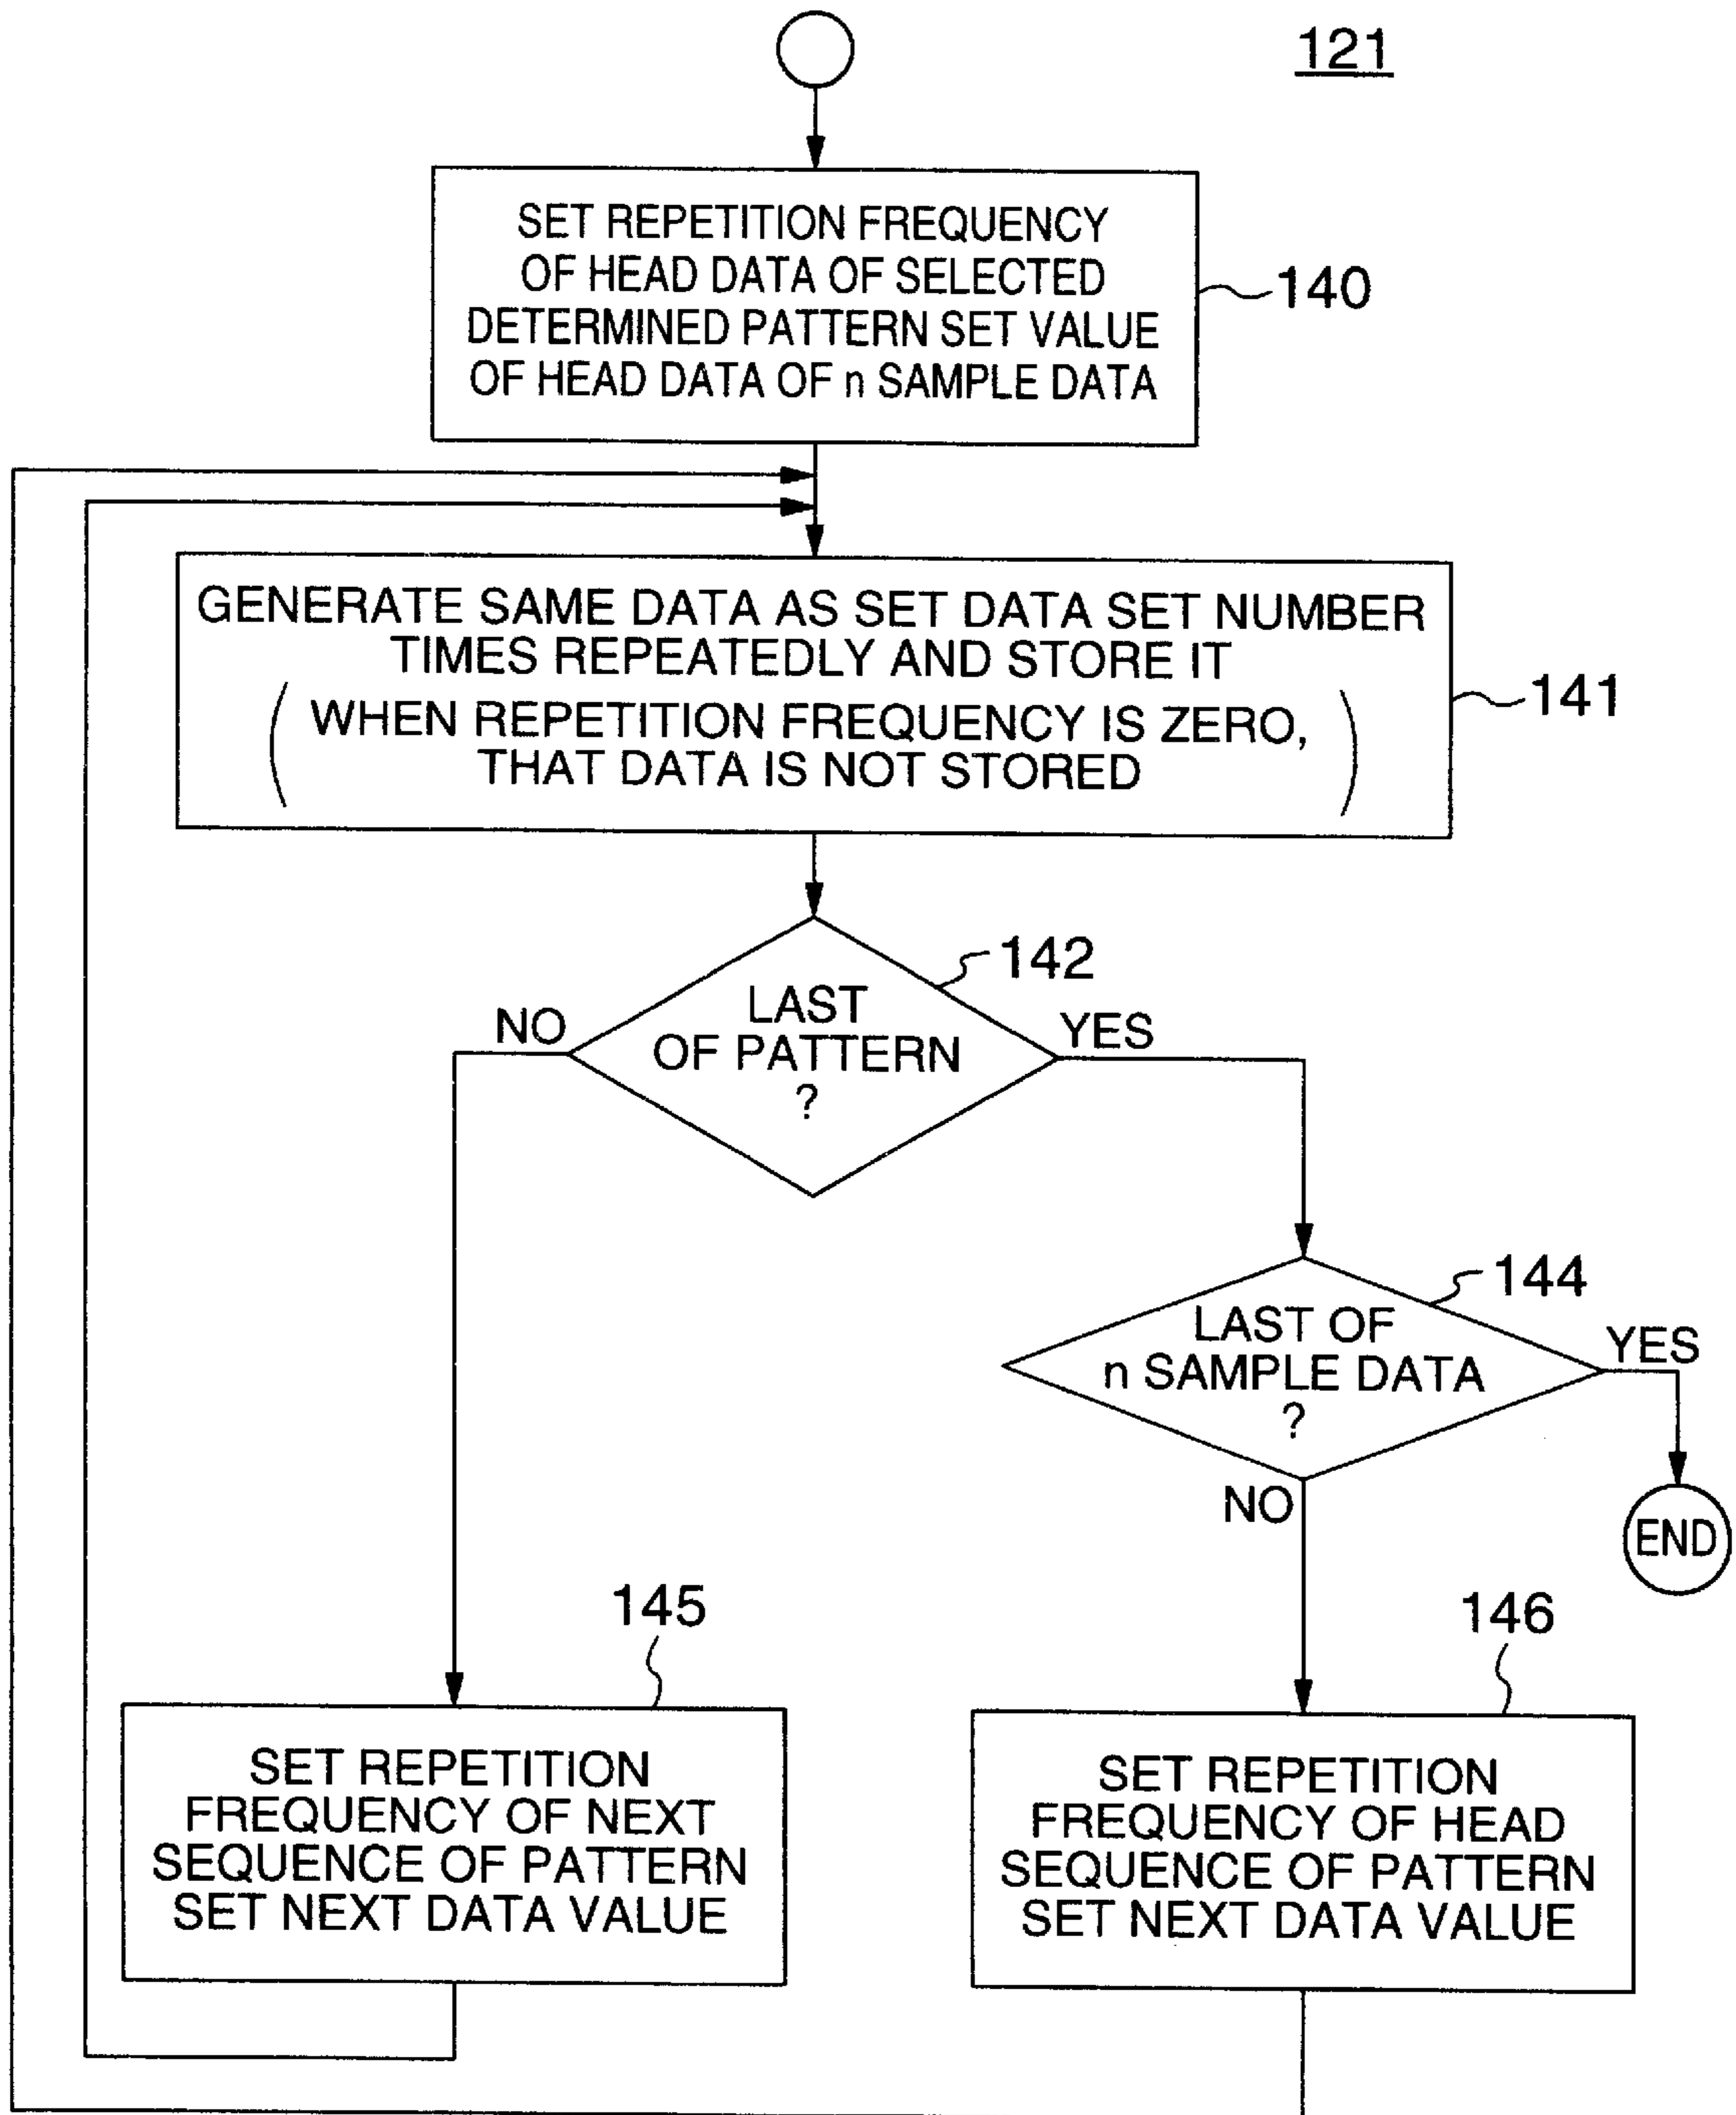 121
SET REPETITION FREQUENCY
OF HEAD DATA OF SELECTED
DETERMINED PATTERN SET VALUE
OF HEAD DATA OF n SAMPLE DATA
140
GENERATE SAME DATA AS SET DATA SET NUMBER
TIMES REPEATEDLY AND STORE IT
( WHEN REPETITION FREQUENCY IS ZERO,
THAT DATA IS NOT STORED )
141
142
LAST
OF PATTERN
?
NO
YES
144
LAST OF
n SAMPLE DATA
?
YES
NO
END
145
SET REPETITION
FREQUENCY OF NEXT
SEQUENCE OF PATTERN
SET NEXT DATA VALUE
146
SET REPETITION
FREQUENCY OF HEAD
SEQUENCE OF PATTERN
SET NEXT DATA VALUE